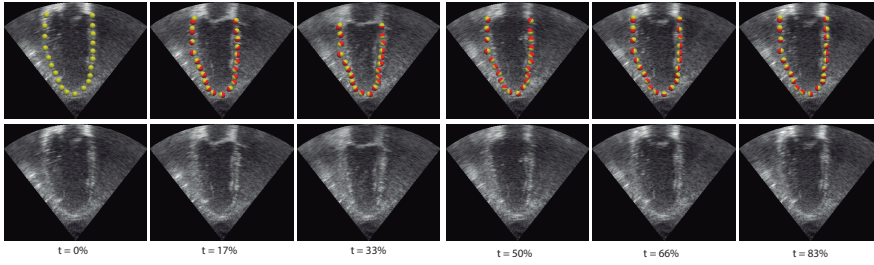 t = 0%
t = 17%
t = 33%
t = 50%
t = 66%
t = 83%